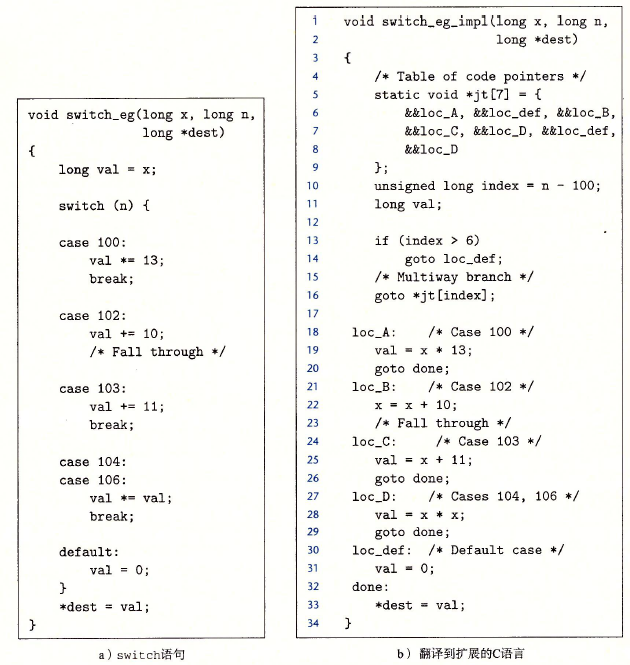 void switch_eg(long x, long n,
               long *dest)
{
    long val = x;

    switch (n) {

    case 100:
        val *= 13;
        break;

    case 102:
        val += 10;
        /* Fall through */

    case 103:
        val += 11;
        break;

    case 104:
    case 106:
        val *= val;
        break;

    default:
        val = 0;
    }
    *dest = val;
}
a）switch语句
1  void switch_eg_impl(long x, long n,
2                      long *dest)
3  {
4      /* Table of code pointers */
5      static void *jt[7] = {
6          &&loc_A, &&loc_def, &&loc_B,
7          &&loc_C, &&loc_D, &&loc_def,
8          &&loc_D
9      };
10     unsigned long index = n - 100;
11     long val;
12
13     if (index > 6)
14         goto loc_def;
15     /* Multiway branch */
16     goto *jt[index];
17
18  loc_A:    /* Case 100 */
19     val = x * 13;
20     goto done;
21  loc_B:    /* Case 102 */
22     x = x + 10;
23     /* Fall through */
24  loc_C:     /* Case 103 */
25     val = x + 11;
26     goto done;
27  loc_D:    /* Cases 104, 106 */
28     val = x * x;
29     goto done;
30  loc_def:  /* Default case */
31     val = 0;
32  done:
33     *dest = val;
34 }
b）翻译到扩展的C语言